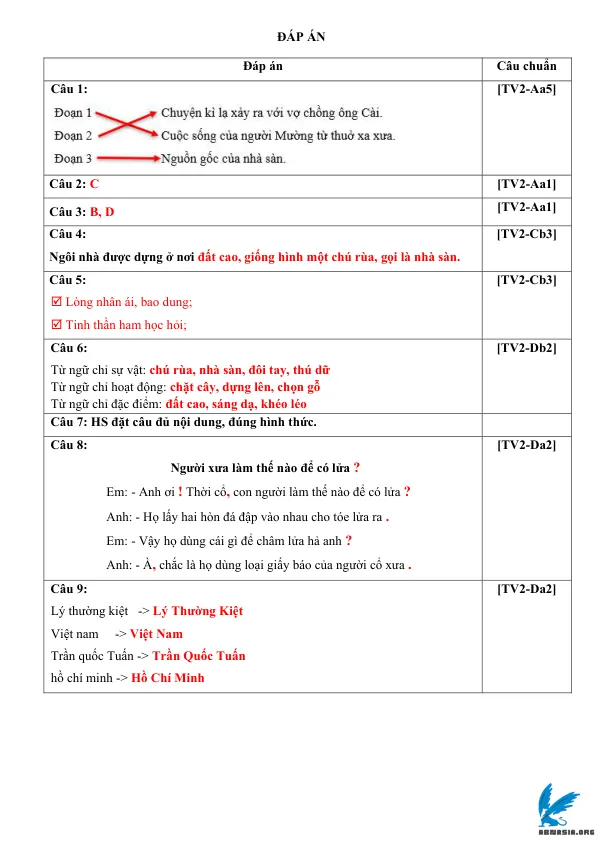 ĐÁP ÁN
Đáp án Câu chuẩn
Câu 1: [TV2-Aa5]
Đoạn 1 Chuyện kì lạ xảy ra với vợ chồng ông Cài.
Đoạn 2 Cuộc sống của người Mường từ thuở xa xưa.
Đoạn 3 Nguồn gốc của nhà sàn.
Câu 2: C [TV2-Aa1]
Câu 3: B, D [TV2-Aa1]
Câu 4: [TV2-Cb3]
Ngôi nhà được dựng ở nơi đất cao, giống hình một chú rùa, gọi là nhà sàn.
Câu 5: [TV2-Cb3]
☑ Lòng nhân ái, bao dung;
☑ Tinh thần ham học hỏi;
Câu 6: [TV2-Db2]
Từ ngữ chỉ sự vật: chú rùa, nhà sàn, đôi tay, thú dữ
Từ ngữ chỉ hoạt động: chặt cây, dựng lên, chọn gỗ
Từ ngữ chỉ đặc điểm: đất cao, sáng dạ, khéo léo
Câu 7: HS đặt câu đủ nội dung, đúng hình thức.
Câu 8: [TV2-Da2]
Người xưa làm thế nào để có lửa ?
Em: - Anh ơi ! Thời cổ, con người làm thế nào để có lửa ?
Anh: - Họ lấy hai hòn đá đập vào nhau cho tóe lửa ra .
Em: - Vậy họ dùng cái gì để châm lửa hả anh ?
Anh: - À, chắc là họ dùng loại giấy báo của người cổ xưa .
Câu 9: [TV2-Da2]
Lý thường kiệt -> Lý Thường Kiệt
Việt nam -> Việt Nam
Trần quốc Tuấn -> Trần Quốc Tuấn
hồ chí minh -> Hồ Chí Minh
ABNASIA.ORG